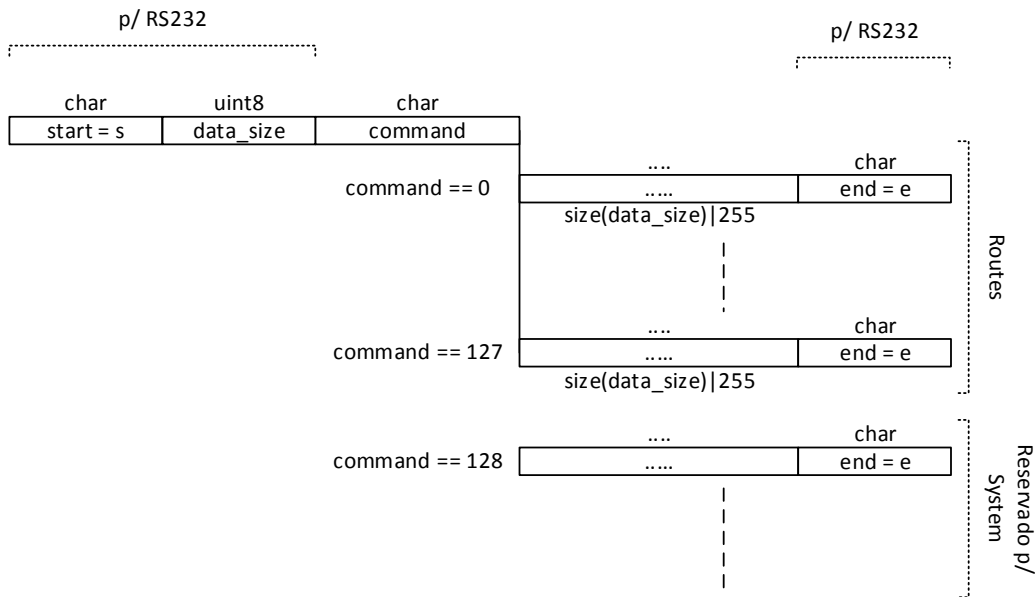 p/ RS232
p/ RS232
char uint8 char
start = s data_size command
.... char
command == 0 ..... end = e
size(data_size)|255
Routes
.... char
command == 127 ..... end = e
size(data_size)|255
.... char
command == 128 ..... end = e
Reservado p/
System